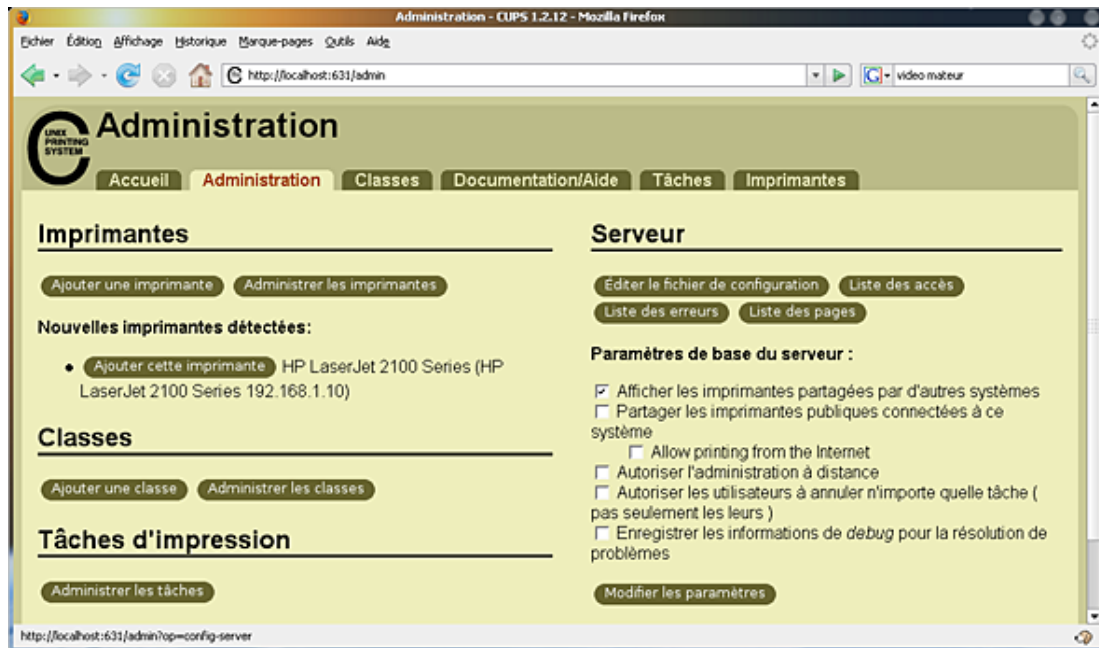 Administration - CUPS 1.2.12 - Mozilla Firefox
Fichier Édition Affichage Historique Marque-pages Outils Aide
http://localhost:631/admin
video mateur
UNIX
PRINTING
SYSTEM
Administration
Accueil Administration Classes Documentation/Aide Tâches Imprimantes
Imprimantes
Ajouter une imprimante Administrer les imprimantes
Nouvelles imprimantes détectées:
Ajouter cette imprimante HP LaserJet 2100 Series (HP
LaserJet 2100 Series 192.168.1.10)
Classes
Ajouter une classe Administrer les classes
Tâches d'impression
Administrer les tâches
Serveur
Éditer le fichier de configuration Liste des accès
Liste des erreurs Liste des pages
Paramètres de base du serveur :
Afficher les imprimantes partagées par d'autres systèmes
Partager les imprimantes publiques connectées à ce
système
Allow printing from the Internet
Autoriser l'administration à distance
Autoriser les utilisateurs à annuler n'importe quelle tâche (
pas seulement les leurs )
Enregistrer les informations de debug pour la résolution de
problèmes
Modifier les paramètres
http://localhost:631/admin?op=config-server